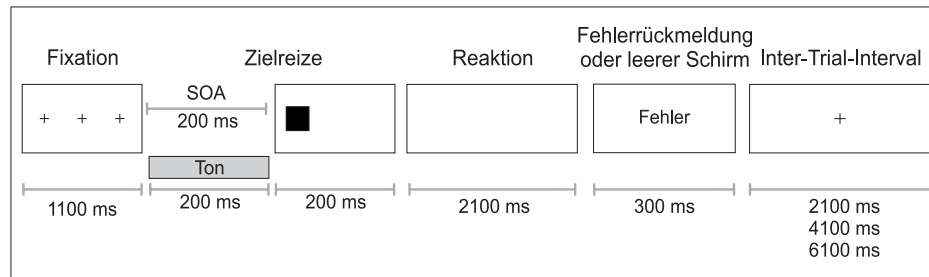 Fixation
Zielreize
Reaktion
Fehlerrückmeldung
oder leerer Schirm
Inter-Trial-Interval
SOA
200 ms
+ + +
Fehler
+
Ton
1100 ms
200 ms
200 ms
2100 ms
300 ms
2100 ms
4100 ms
6100 ms